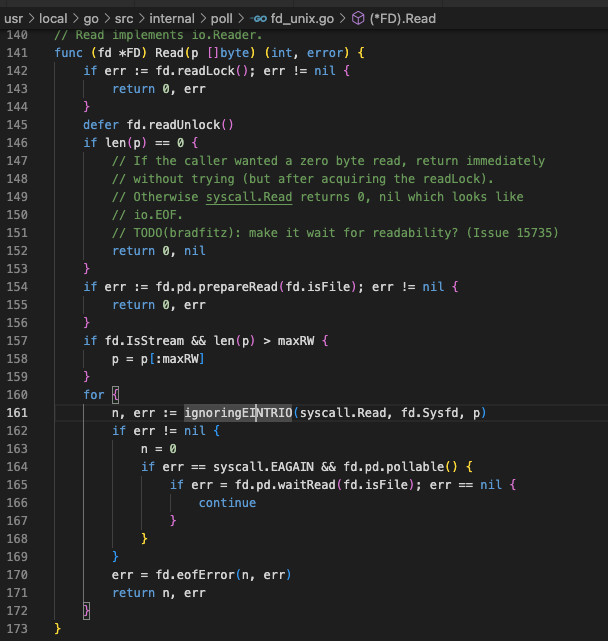 usr > local > go > src > internal > poll > GO fd_unix.go > (*FD).Read
140 // Read implements io.Reader.
141 func (fd *FD) Read(p []byte) (int, error) {
142     if err := fd.readLock(); err != nil {
143         return 0, err
144     }
145     defer fd.readUnlock()
146     if len(p) == 0 {
147         // If the caller wanted a zero byte read, return immediately
148         // without trying (but after acquiring the readLock).
149         // Otherwise syscall.Read returns 0, nil which looks like
150         // io.EOF.
151         // TODO(bradfitz): make it wait for readability? (Issue 15735)
152         return 0, nil
153     }
154     if err := fd.pd.prepareRead(fd.isFile); err != nil {
155         return 0, err
156     }
157     if fd.IsStream && len(p) > maxRW {
158         p = p[:maxRW]
159     }
160     for {
161         n, err := ignoringEINTRIO(syscall.Read, fd.Sysfd, p)
162         if err != nil {
163             n = 0
164             if err == syscall.EAGAIN && fd.pd.pollable() {
165                 if err = fd.pd.waitRead(fd.isFile); err == nil {
166                     continue
167                 }
168             }
169         }
170         err = fd.eofError(n, err)
171         return n, err
172     }
173 }